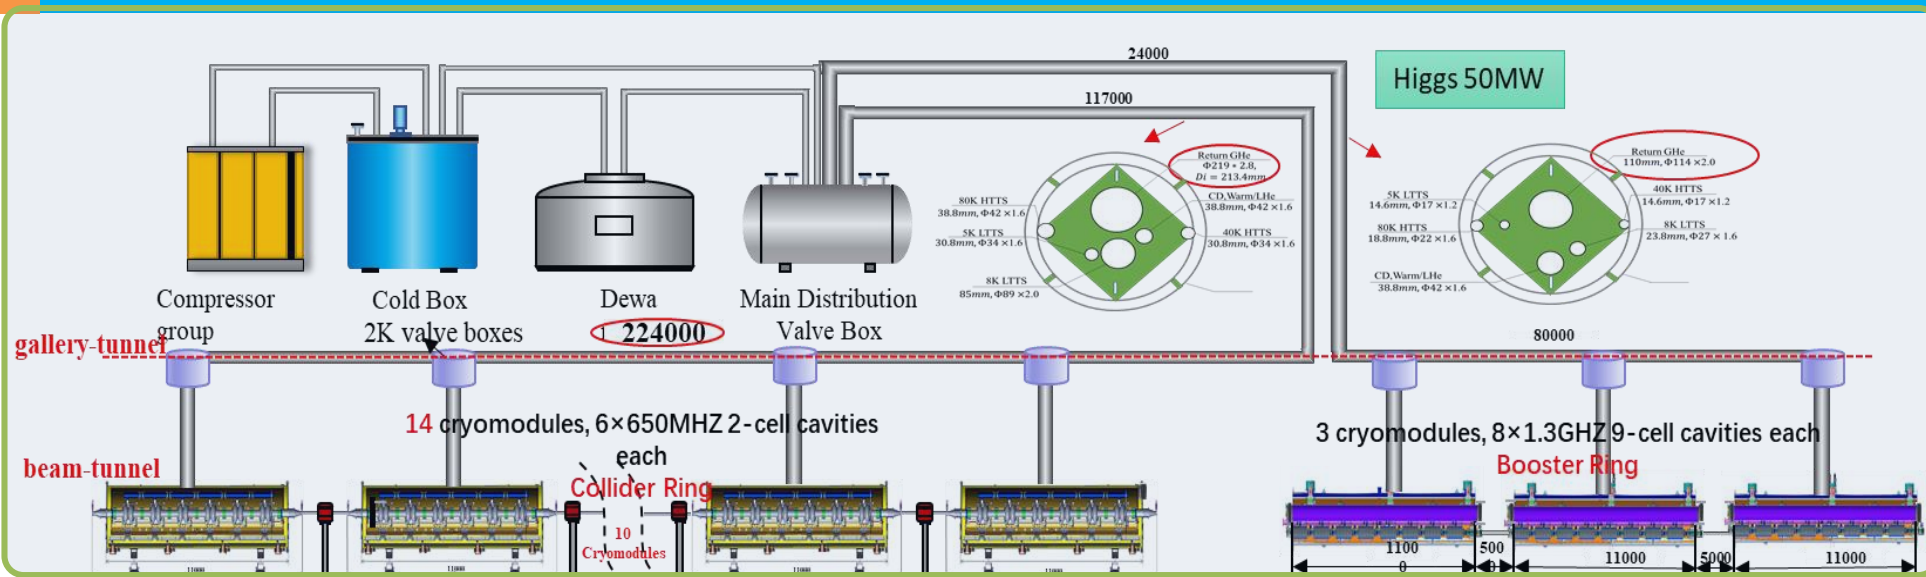 24000
Higgs 50MW
117000
Return GHe
Φ219 * 2.8,
Di = 213.4mm
80K HTTS
38.8mm, Φ42 ×1.6
CD,Warm/LHe
38.8mm, Φ42 ×1.6
5K LTTS
30.8mm, Φ34 ×1.6
40K HTTS
30.8mm, Φ34 ×1.6
8K LTTS
85mm, Φ89 ×2.0
Return GHe
110mm, Φ114 ×2.0
5K LTTS
14.6mm, Φ17 ×1.2
40K HTTS
14.6mm, Φ17 ×1.2
80K HTTS
18.8mm, Φ22 ×1.6
8K LTTS
23.8mm, Φ27 ×1.6
CD,Warm/LHe
38.8mm, Φ42 ×1.6
Compressor
group
Cold Box
2K valve boxes
Dewa
224000
Main Distribution
Valve Box
gallery-tunnel
80000
14 cryomodules, 6×650MHZ 2-cell cavities
each
Collider Ring
3 cryomodules, 8×1.3GHZ 9-cell cavities each
Booster Ring
beam-tunnel
10
Cryomodules
11000
11000
11000
1100
0
500
11000
5000
11000